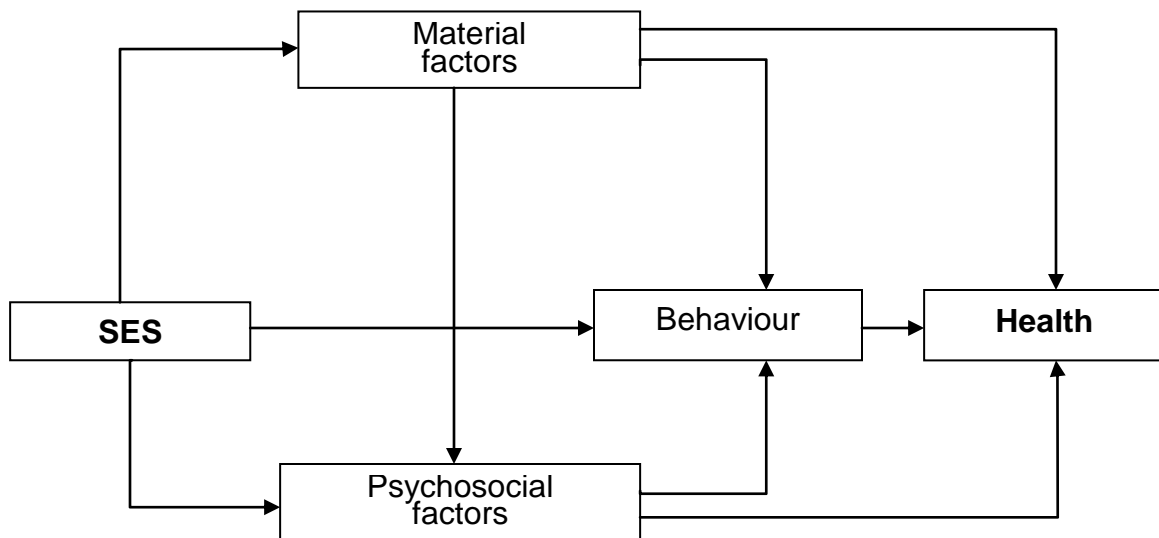 Material
factors
SES
Behaviour
Health
Psychosocial
factors